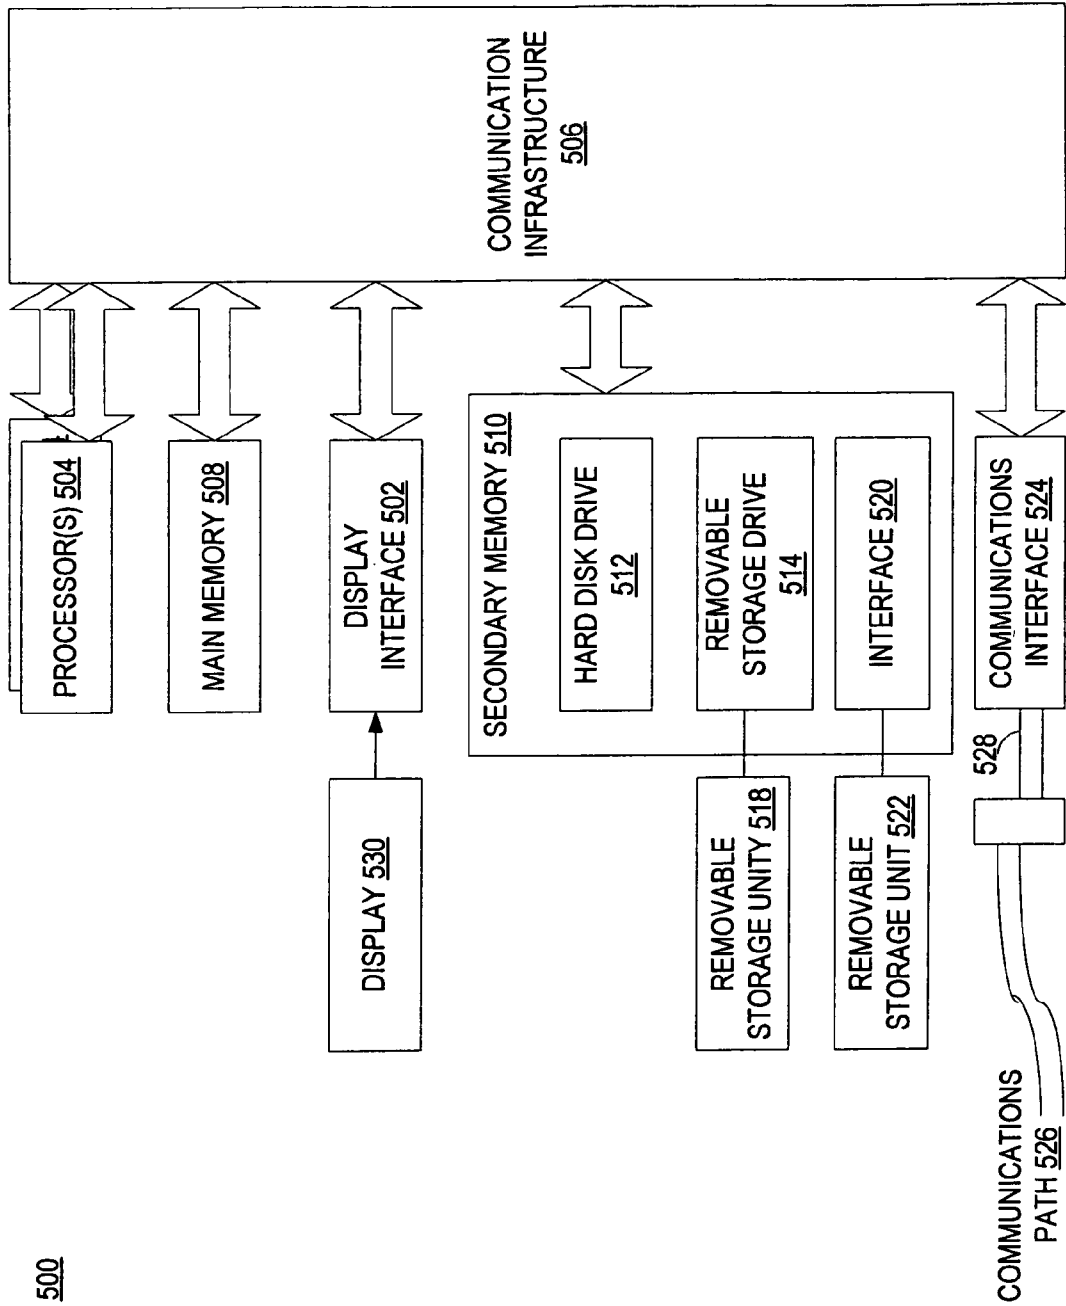 500
COMMUNICATION
INFRASTRUCTURE
506
PROCESSOR(S) 504
MAIN MEMORY 508
DISPLAY
INTERFACE 502
DISPLAY 530
SECONDARY MEMORY 510
HARD DISK DRIVE
512
REMOVABLE
STORAGE DRIVE
514
INTERFACE 520
REMOVABLE
STORAGE UNITY 518
REMOVABLE
STORAGE UNIT 522
COMMUNICATIONS
INTERFACE 524
528
COMMUNICATIONS
PATH 526